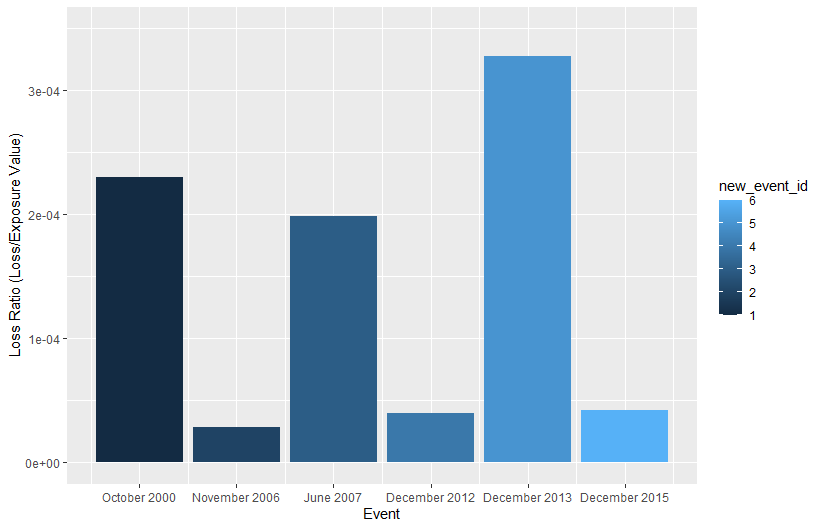 Loss Ratio (Loss/Exposure Value)
3e-04
2e-04
1e-04
0e+00
October 2000
November 2006
June 2007
December 2012
December 2013
December 2015
Event
new_event_id
6
5
4
3
2
1